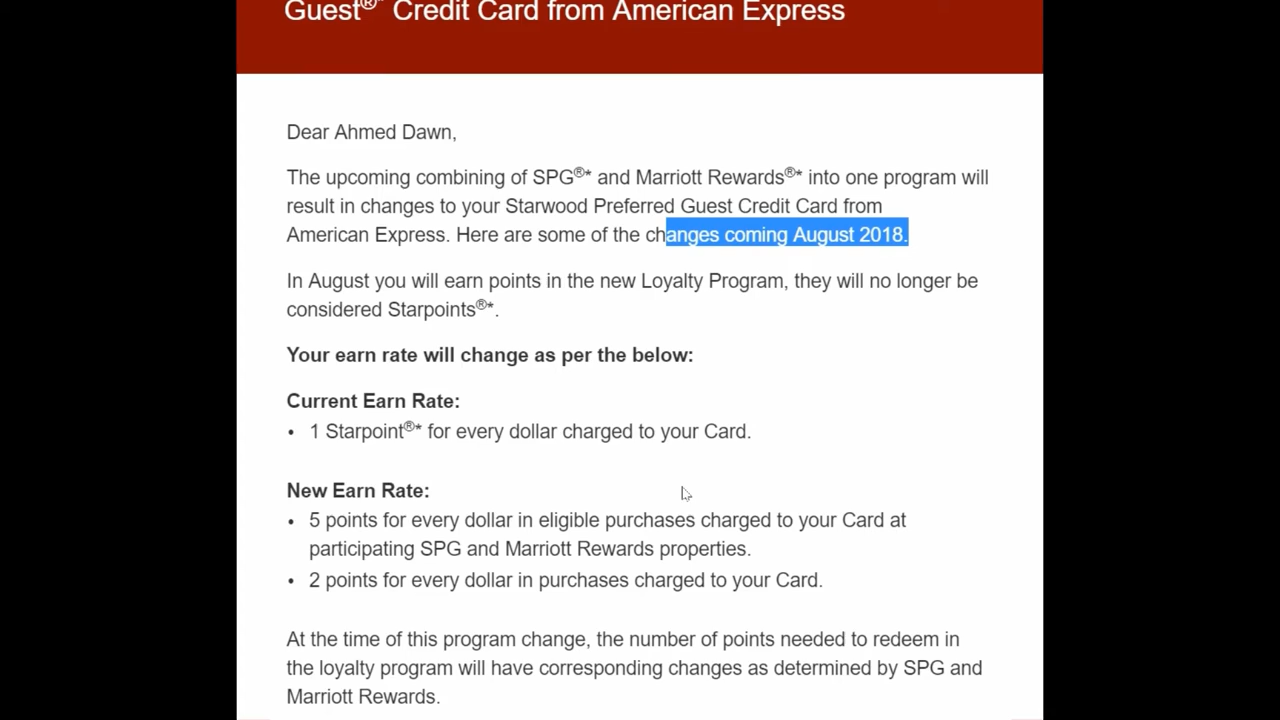 Guest®* Credit Card from American Express
Dear Ahmed Dawn,
The upcoming combining of SPG®* and Marriott Rewards®* into one program will
result in changes to your Starwood Preferred Guest Credit Card from
American Express. Here are some of the changes coming August 2018.
In August you will earn points in the new Loyalty Program, they will no longer be
considered Starpoints®*.
Your earn rate will change as per the below:
Current Earn Rate:
• 1 Starpoint®* for every dollar charged to your Card.
New Earn Rate:
• 5 points for every dollar in eligible purchases charged to your Card at
participating SPG and Marriott Rewards properties.
• 2 points for every dollar in purchases charged to your Card.
At the time of this program change, the number of points needed to redeem in
the loyalty program will have corresponding changes as determined by SPG and
Marriott Rewards.